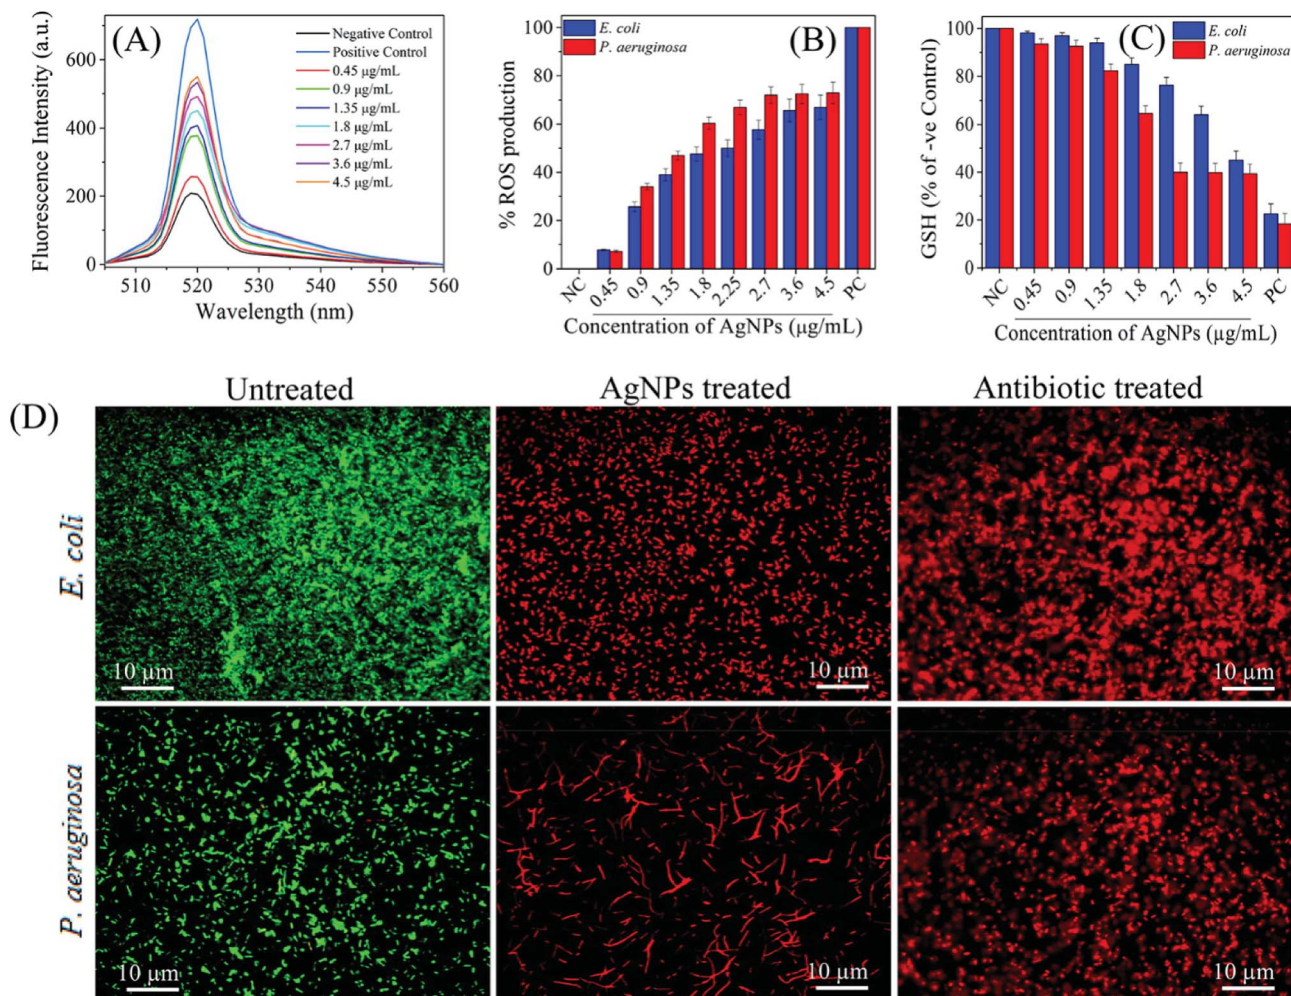 (A)
Fluorescence Intensity (a.u.)
600
400
200
0
510
520
530
540
550
560
Wavelength (nm)
Negative Control
Positive Control
0.45 µg/mL
0.9 µg/mL
1.35 µg/mL
1.8 µg/mL
2.7 µg/mL
3.6 µg/mL
4.5 µg/mL
(B)
E. coli
P. aeruginosa
% ROS production
100
80
60
40
20
0
NC
0.45
0.9
1.35
1.8
2.25
2.7
3.6
4.5
PC
Concentration of AgNPs (µg/mL)
(C)
E. coli
P. aeruginosa
GSH (% of -ve Control)
100
80
60
40
20
0
NC
0.45
0.9
1.35
1.8
2.7
3.6
4.5
PC
Concentration of AgNPs (µg/mL)
(D)
Untreated
AgNPs treated
Antibiotic treated
E. coli
10 µm
10 µm
10 µm
P. aeruginosa
10 µm
10 µm
10 µm